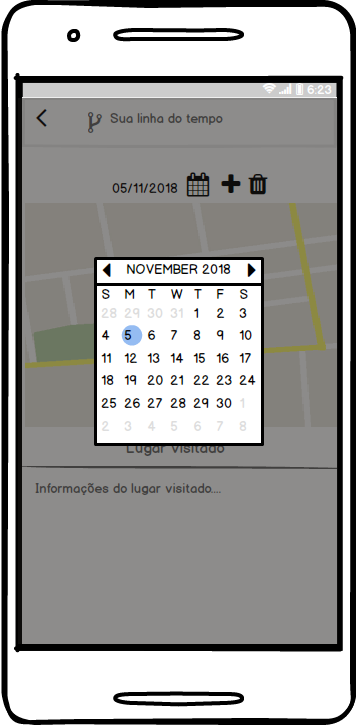 6:23
Sua linha do tempo
05/11/2018
NOVEMBER 2018
S M T W T F S
28 29 30 31 1 2 3
4 5 6 7 8 9 10
11 12 13 14 15 16 17
18 19 20 21 22 23 24
25 26 27 28 29 30 1
2 3 4 5 6 7 8
Lugar visitado
Informações do lugar visitado....